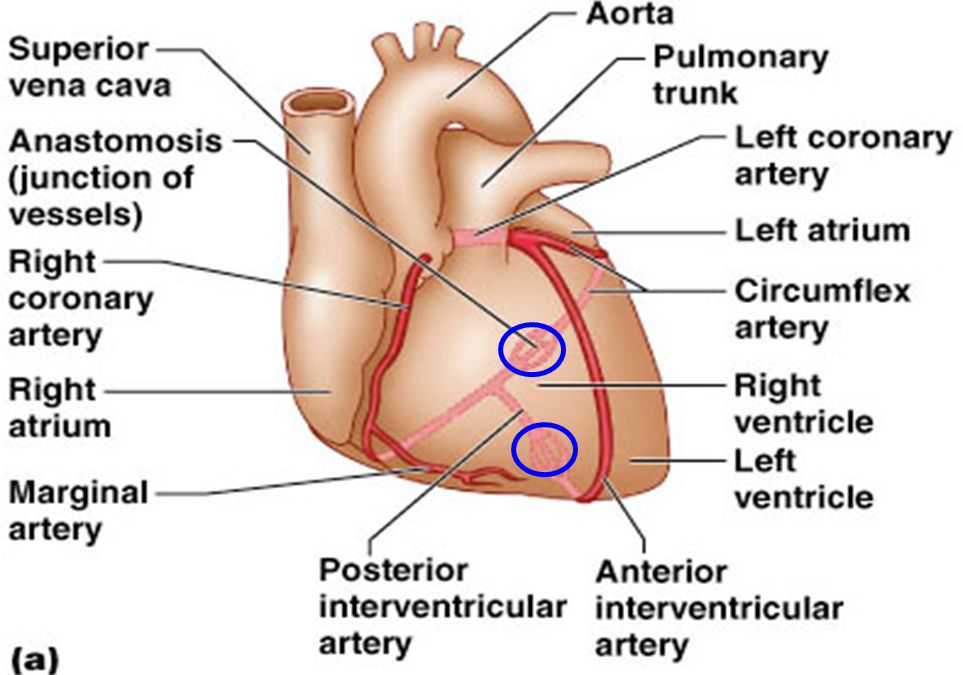 Aorta
Superior
vena cava
Pulmonary
trunk
Anastomosis
(junction of
vessels)
Left coronary
artery
Left atrium
Right
coronary
artery
Circumflex
artery
Right
atrium
Right
ventricle
Left
ventricle
Marginal
artery
Posterior
interventricular
artery
Anterior
interventricular
artery
(a)